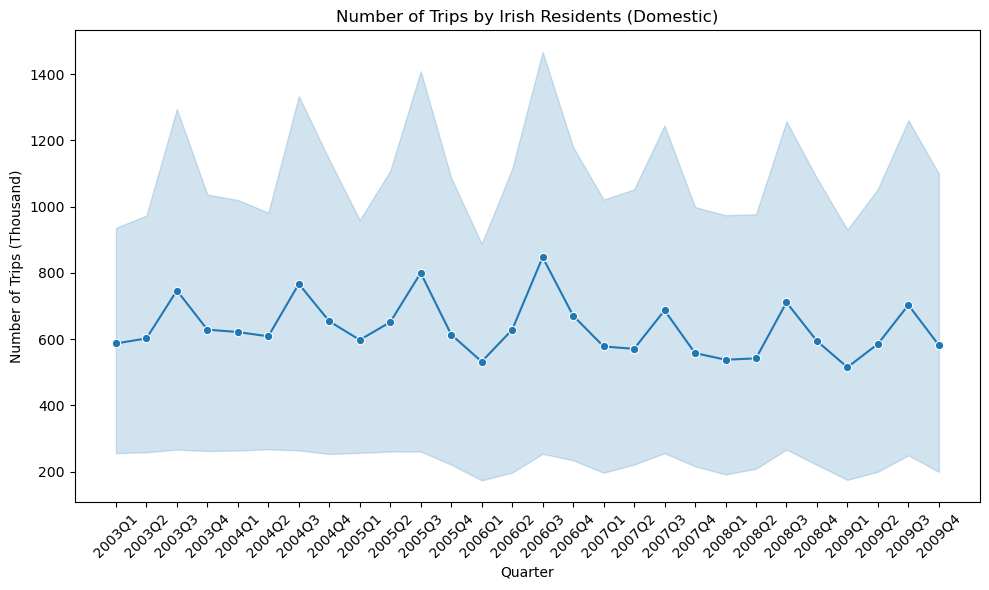 Number of Trips by Irish Residents (Domestic)
Number of Trips (Thousand)
1400
1200
1000
800
600
400
200
2003Q1
2003Q2
2003Q3
2003Q4
2004Q1
2004Q2
2004Q3
2004Q4
2005Q1
2005Q2
2005Q3
2005Q4
2006Q1
2006Q2
2006Q3
2006Q4
2007Q1
2007Q2
2007Q3
2007Q4
2008Q1
2008Q2
2008Q3
2008Q4
2009Q1
2009Q2
2009Q3
2009Q4
Quarter